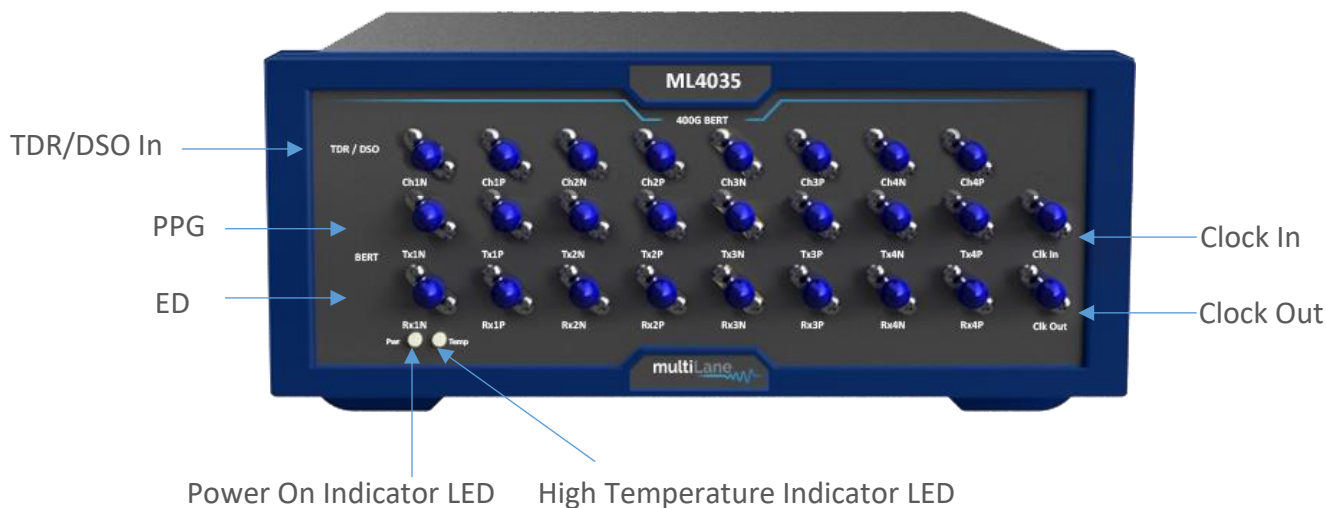 ML4035
400G BERT
TDR/DSO In
TDR / DSO
Ch1N Ch1P Ch2N Ch2P Ch3N Ch3P Ch4N Ch4P
PPG
Clock In
BERT Tx1N Tx1P Tx2N Tx2P Tx3N Tx3P Tx4N Tx4P Clk In
ED
Clock Out
Rx1N Rx1P Rx2N Rx2P Rx3N Rx3P Rx4N Rx4P Clk Out
Pwr Temp
multiLane
Power On Indicator LED High Temperature Indicator LED